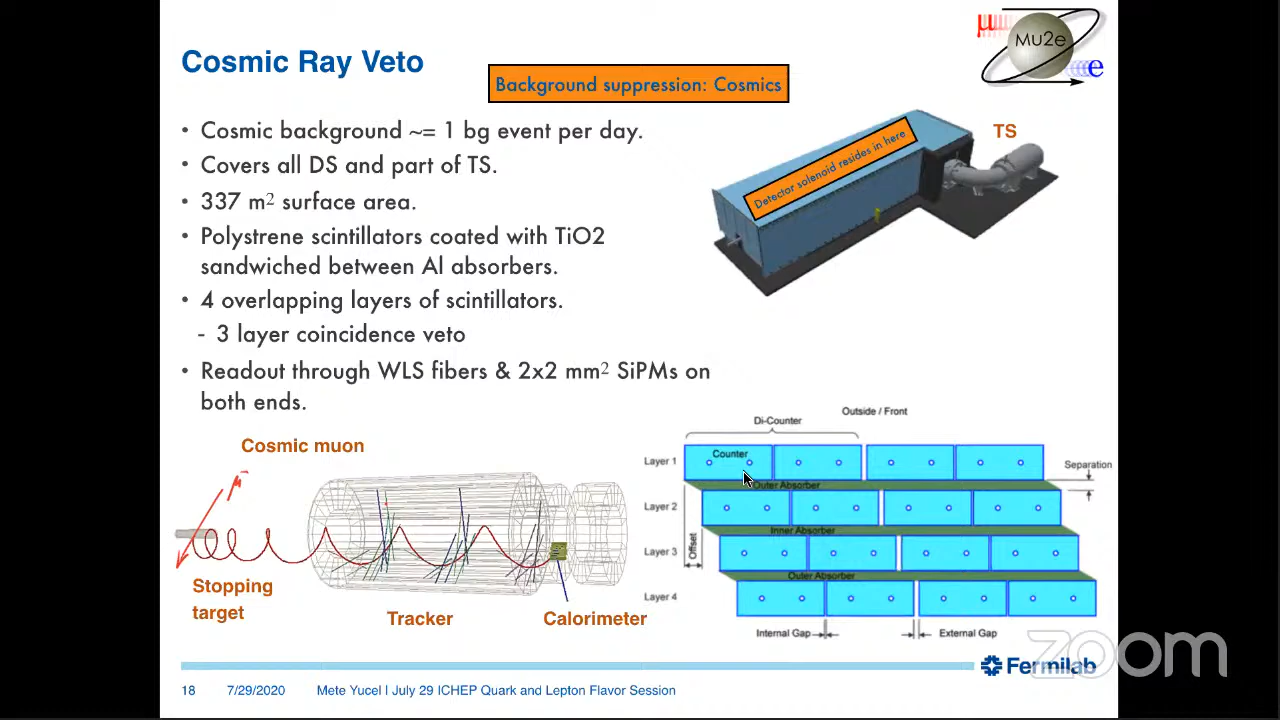 Cosmic Ray Veto
Background suppression: Cosmics
μ
Mu2e
e
• Cosmic background ~= 1 bg event per day.
• Covers all DS and part of TS.
• 337 m² surface area.
• Polystrene scintillators coated with TiO2
sandwiched between Al absorbers.
• 4 overlapping layers of scintillators.
- 3 layer coincidence veto
• Readout through WLS fibers & 2x2 mm² SiPMs on
both ends.
Detector solenoid resides in here
TS
Cosmic muon
μ
Stopping
target
Tracker
Calorimeter
Outside / Front
Di-Counter
Layer 1
Counter
Separation
Outer Absorber
Layer 2
Inner Absorber
Offset
Layer 3
Outer Absorber
Layer 4
Internal Gap
External Gap
zoom
Fermilab
18 7/29/2020 Mete Yucel | July 29 ICHEP Quark and Lepton Flavor Session